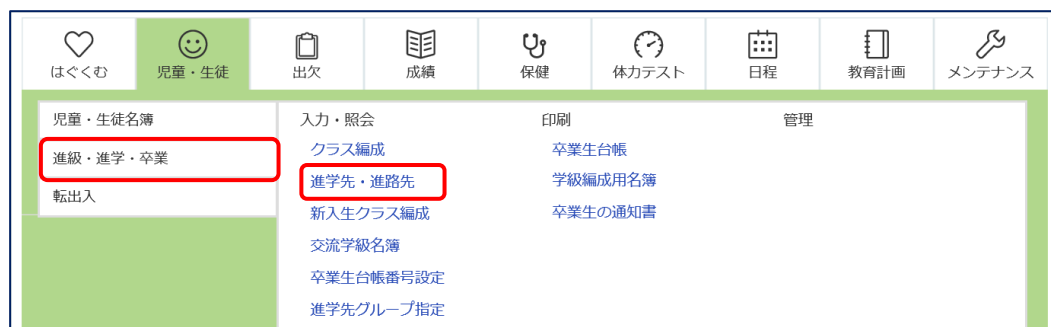 はぐくむ
児童・生徒
出欠
成績
保健
体力テスト
日程
教育計画
メンテナンス
児童・生徒名簿
進級・進学・卒業
転出入
入力・照会
クラス編成
進学先・進路先
新入生クラス編成
交流学級名簿
卒業生台帳番号設定
進学先グループ指定
印刷
卒業生台帳
学級編成用名簿
卒業生の通知書
管理